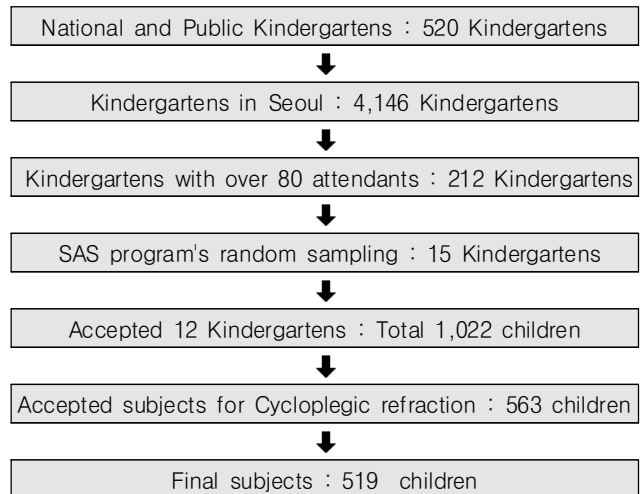 National and Public Kindergartens : 520 Kindergartens
Kindergartens in Seoul : 4,146 Kindergartens
Kindergartens with over 80 attendants : 212 Kindergartens
SAS program's random sampling : 15 Kindergartens
Accepted 12 Kindergartens : Total 1,022 children
Accepted subjects for Cycloplegic refraction : 563 children
Final subjects : 519 children